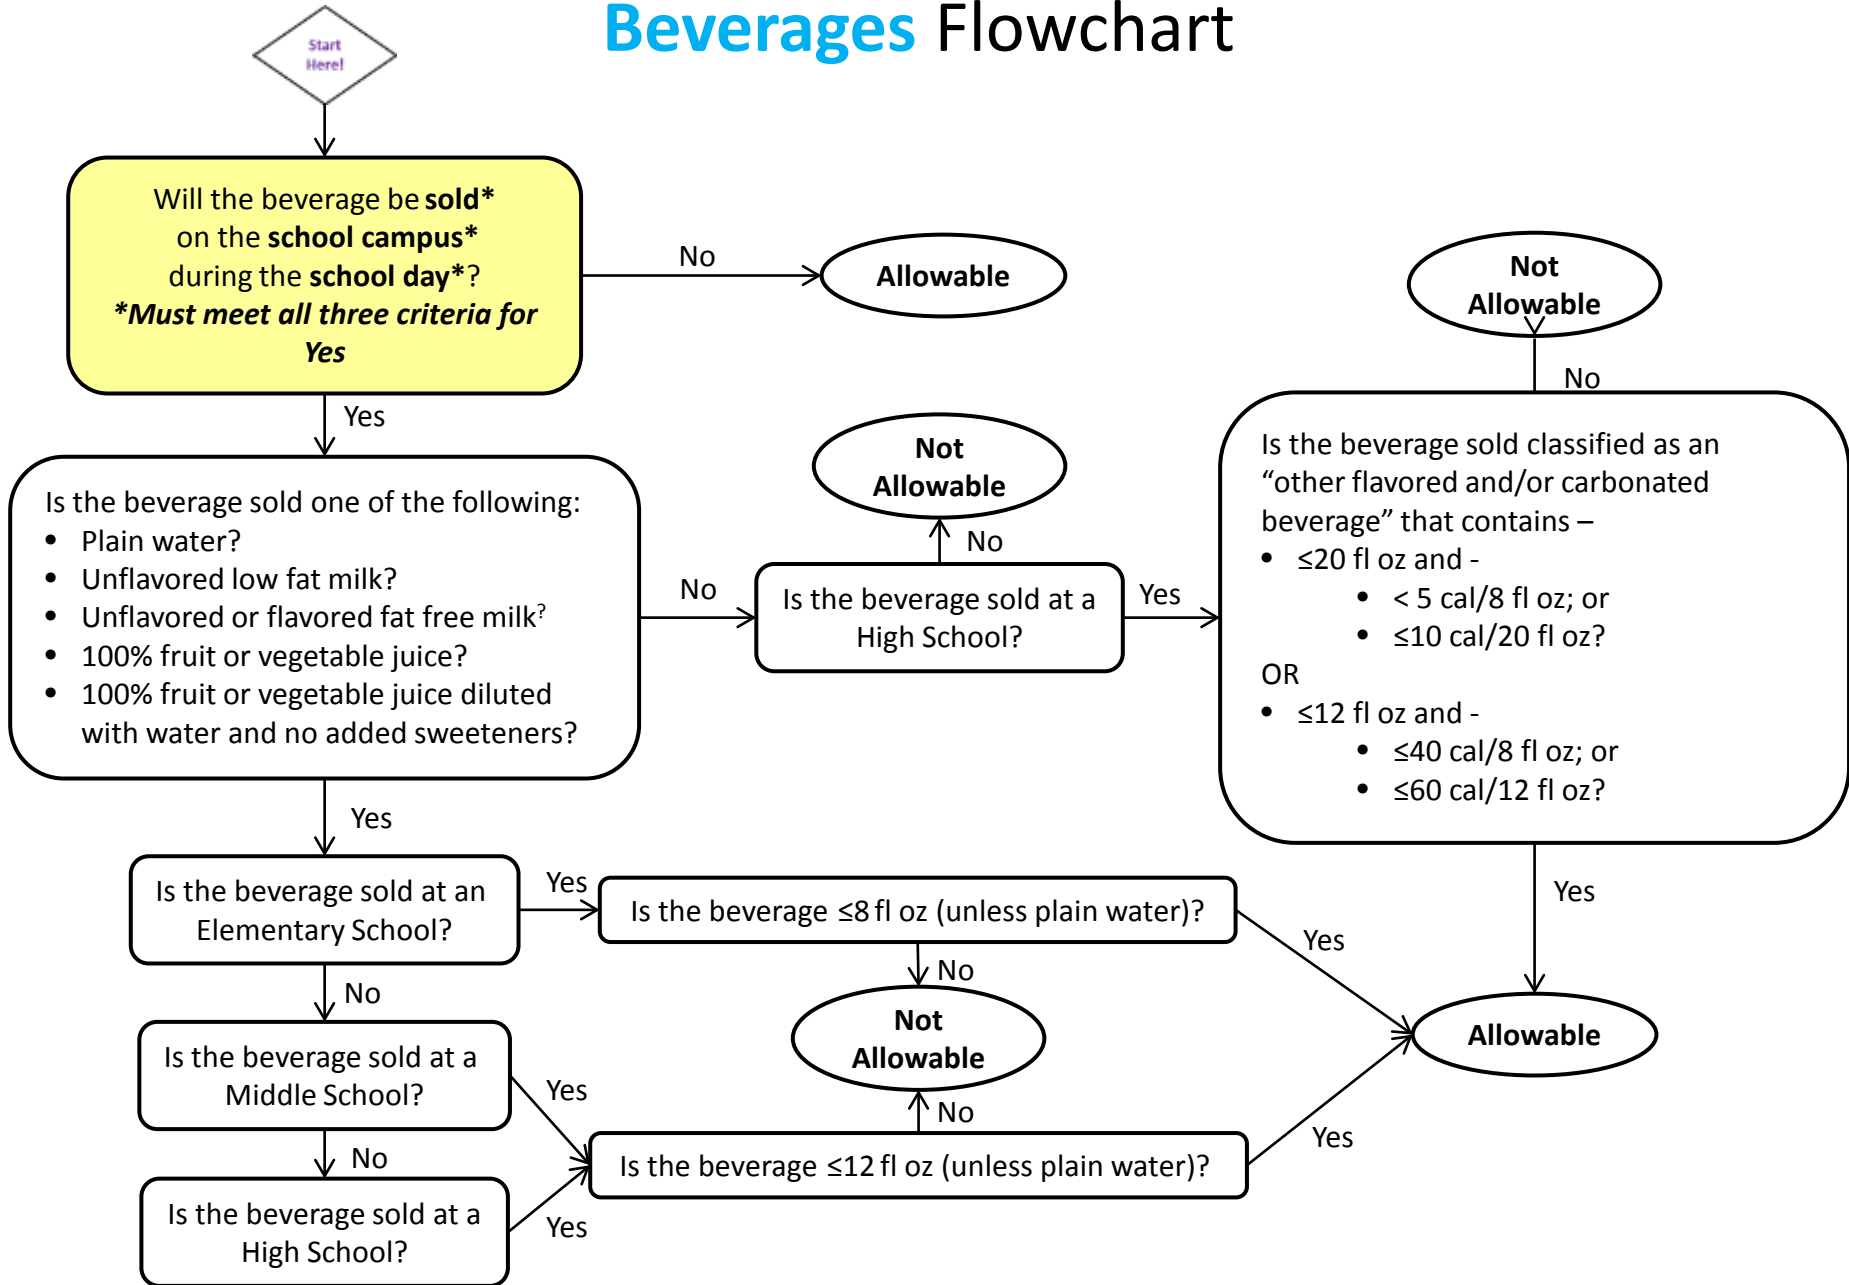 Beverages Flowchart
Start
Here!
Will the beverage be sold*
on the school campus*
during the school day*?
*Must meet all three criteria for
Yes
No
Allowable
Yes
Is the beverage sold one of the following:
• Plain water?
• Unflavored low fat milk?
• Unflavored or flavored fat free milk?
• 100% fruit or vegetable juice?
• 100% fruit or vegetable juice diluted
with water and no added sweeteners?
No
Is the beverage sold at a
High School?
No
Not
Allowable
Yes
Is the beverage sold classified as an
“other flavored and/or carbonated
beverage” that contains –
• ≤20 fl oz and -
• < 5 cal/8 fl oz; or
• ≤10 cal/20 fl oz?
OR
• ≤12 fl oz and -
• ≤40 cal/8 fl oz; or
• ≤60 cal/12 fl oz?
No
Not
Allowable
Yes
Allowable
Yes
Is the beverage sold at an
Elementary School?
Yes
Is the beverage ≤8 fl oz (unless plain water)?
Yes
No
Not
Allowable
No
Is the beverage sold at a
Middle School?
Yes
No
Is the beverage sold at a
High School?
Yes
Is the beverage ≤12 fl oz (unless plain water)?
No
Yes